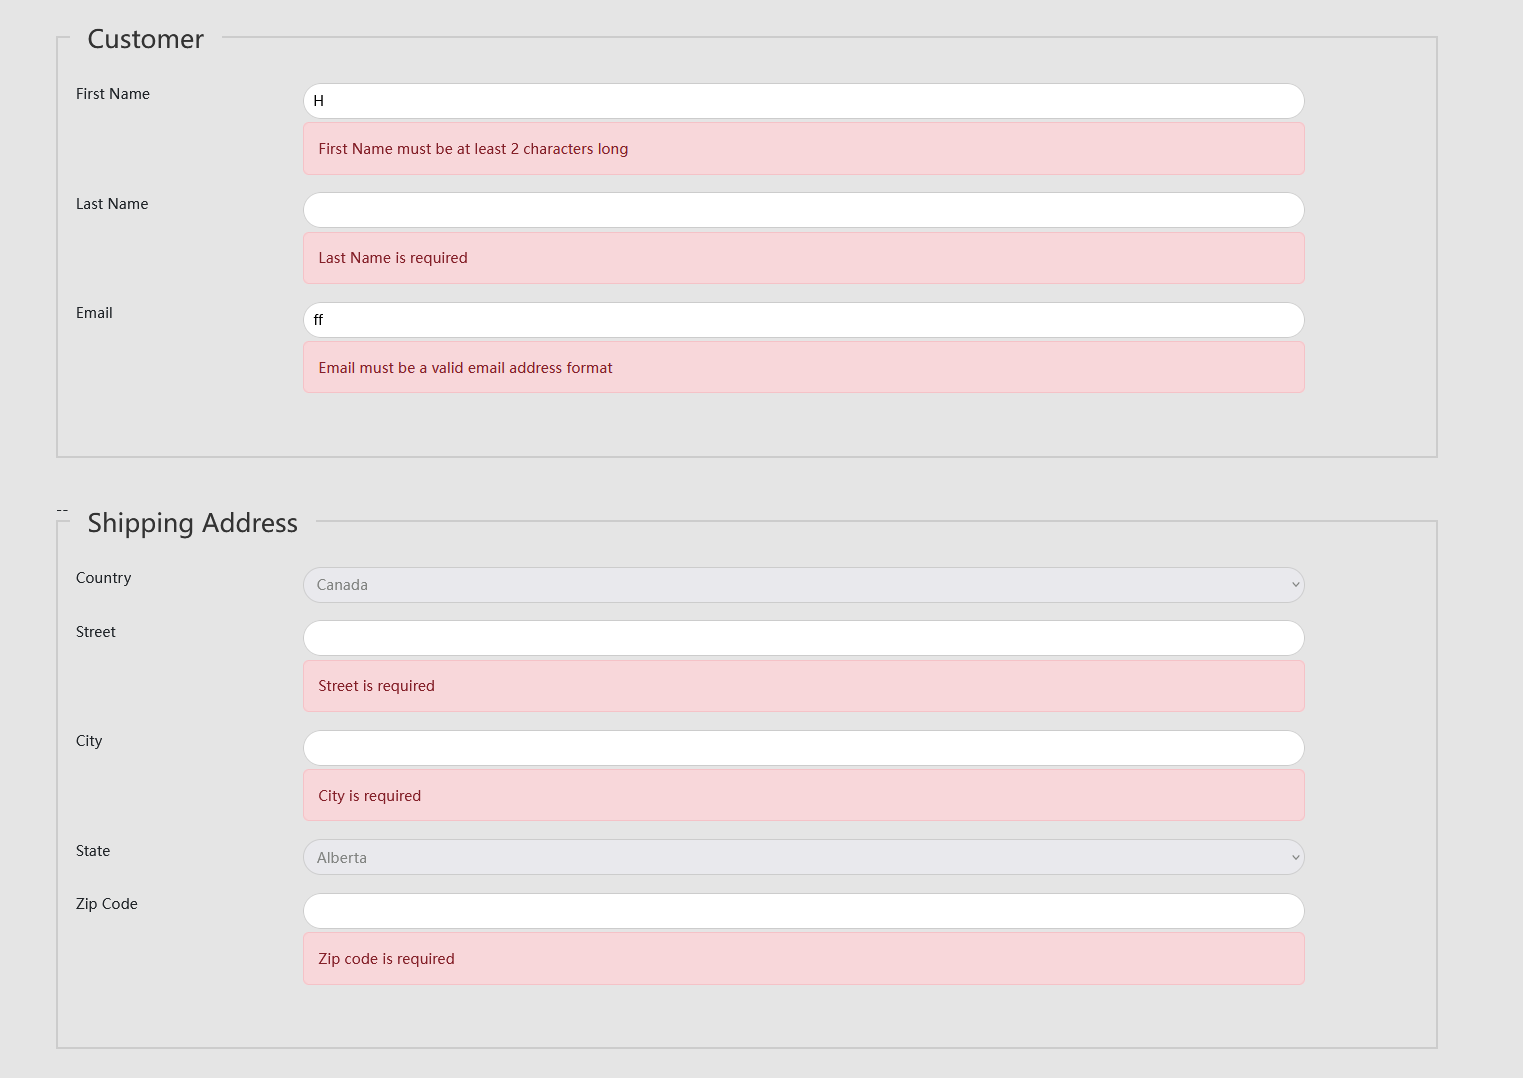 Customer
First Name
H
First Name must be at least 2 characters long
Last Name
Last Name is required
Email
ff
Email must be a valid email address format
--
Shipping Address
Country
Canada
Street
Street is required
City
City is required
State
Alberta
Zip Code
Zip code is required